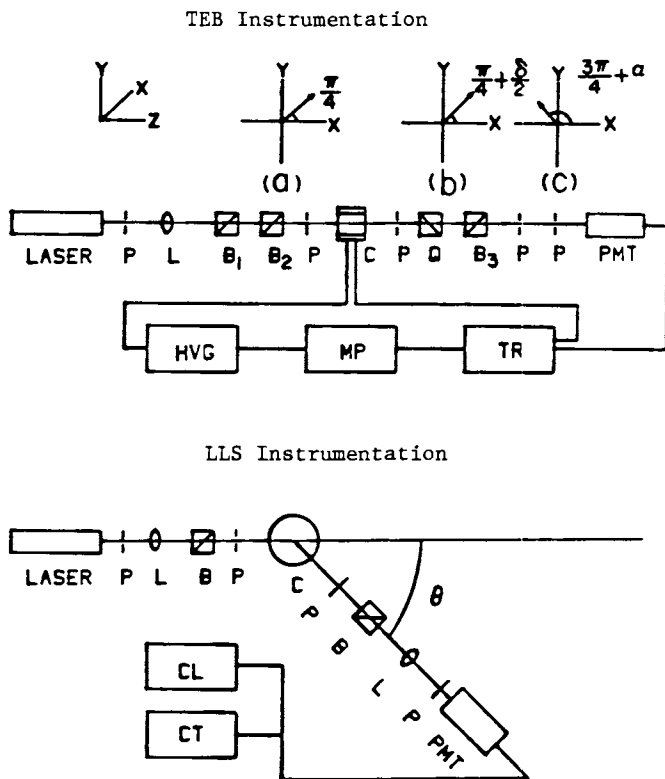 TEB Instrumentation
Y X Z
Y π/4 X
Y π/4 + δ/2 X
Y 3π/4 + α X
(a) (b) (c)
LASER P L B1 B2 P C P Q B3 P P PMT
HVG MP TR
LLS Instrumentation
LASER P L B P C P B L P PMT
θ
CL
CT